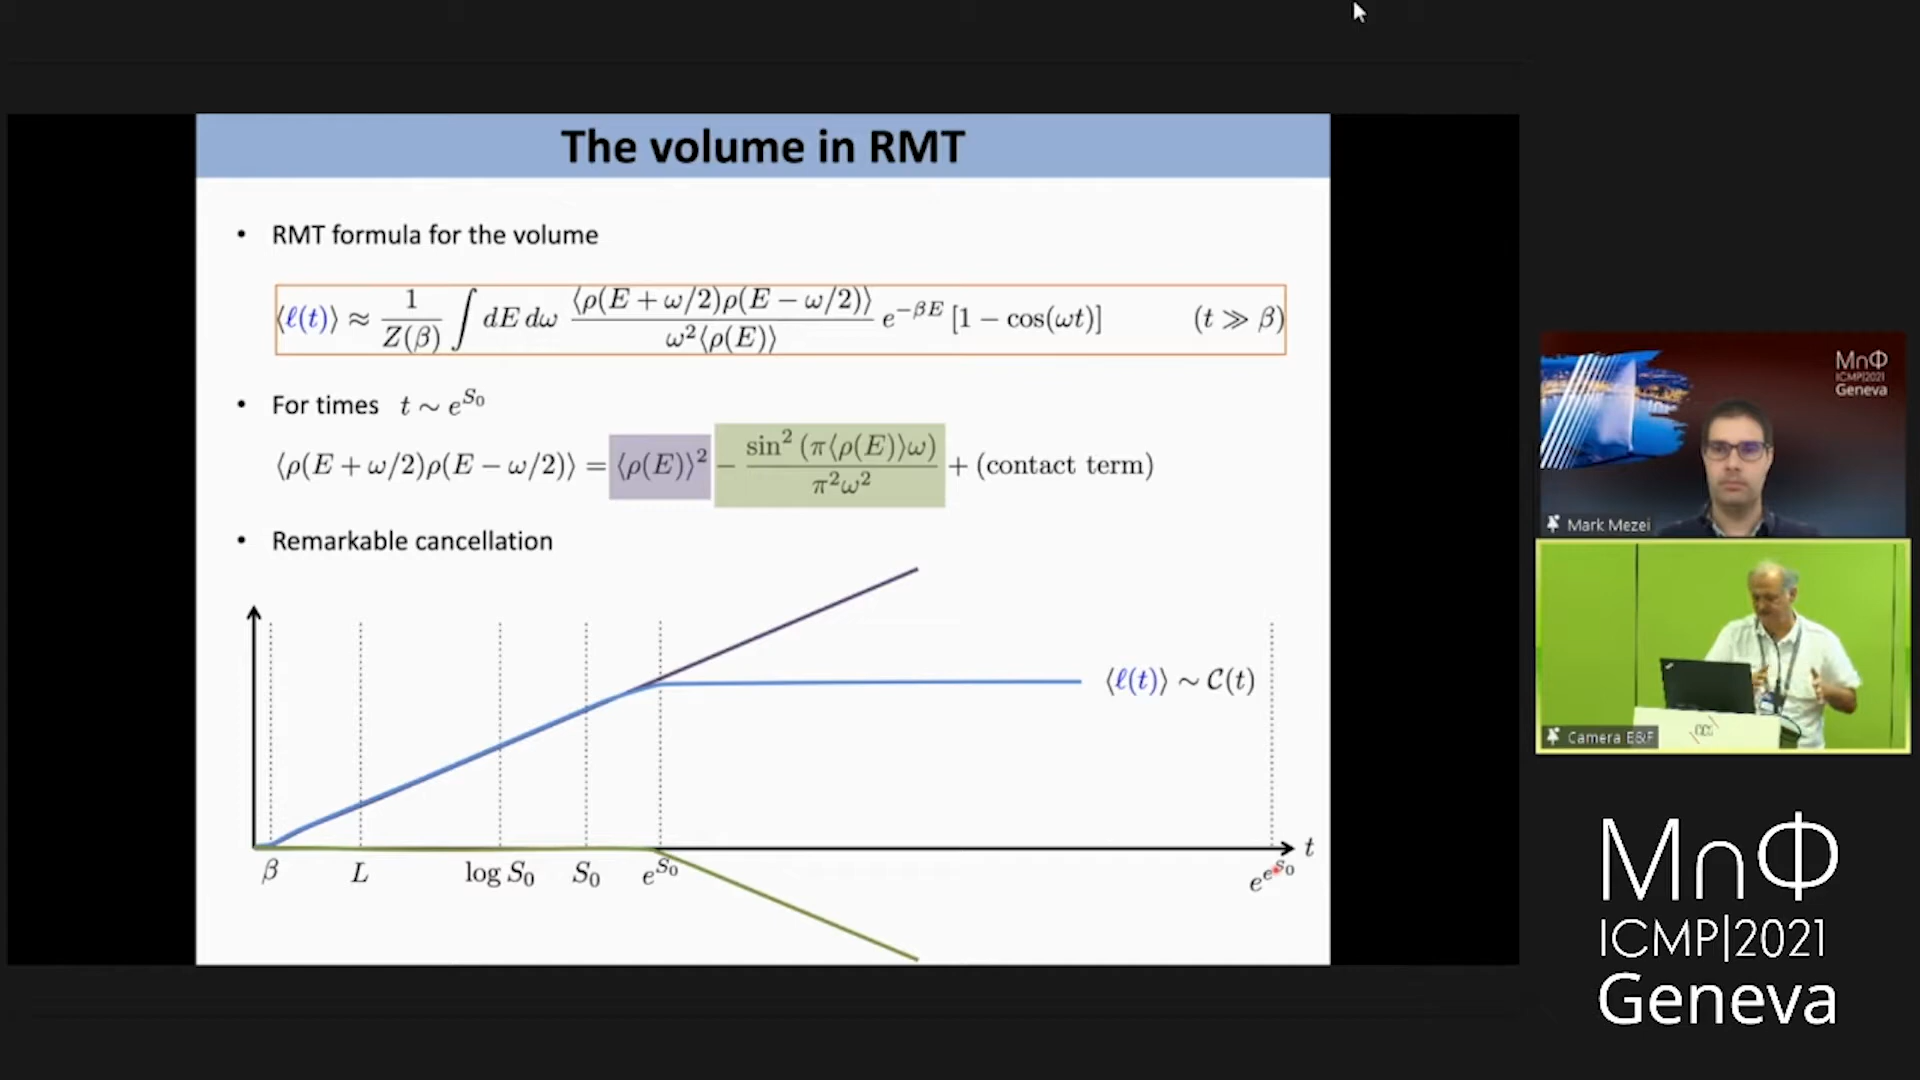 The volume in RMT
• RMT formula for the volume
⟨ℓ(t)⟩ ≈ 1/Z(β) ∫ dE dω ⟨ρ(E + ω/2)ρ(E − ω/2)⟩/ω²⟨ρ(E)⟩ e^{−βE} [1 − cos(ωt)] (t ≫ β)
• For times t ∼ e^{S₀}
⟨ρ(E + ω/2)ρ(E − ω/2)⟩ = ⟨ρ(E)⟩² − sin² (π⟨ρ(E)⟩ω)/π²ω² + (contact term)
• Remarkable cancellation
⟨ℓ(t)⟩ ∼ C(t)
t
β L log S₀ S₀ e^{S₀} e^{e^{S₀}}
MnΦ
ICMP|2021
Geneva
Mark Mezei
Camera E&F
MnΦ
ICMP|2021
Geneva